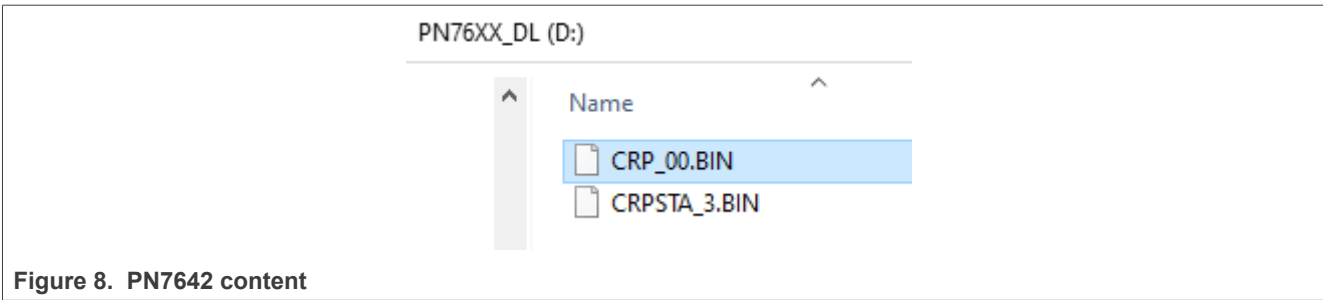 PN76XX_DL (D:)
Name
CRP_00.BIN
CRPSTA_3.BIN
Figure 8. PN7642 content